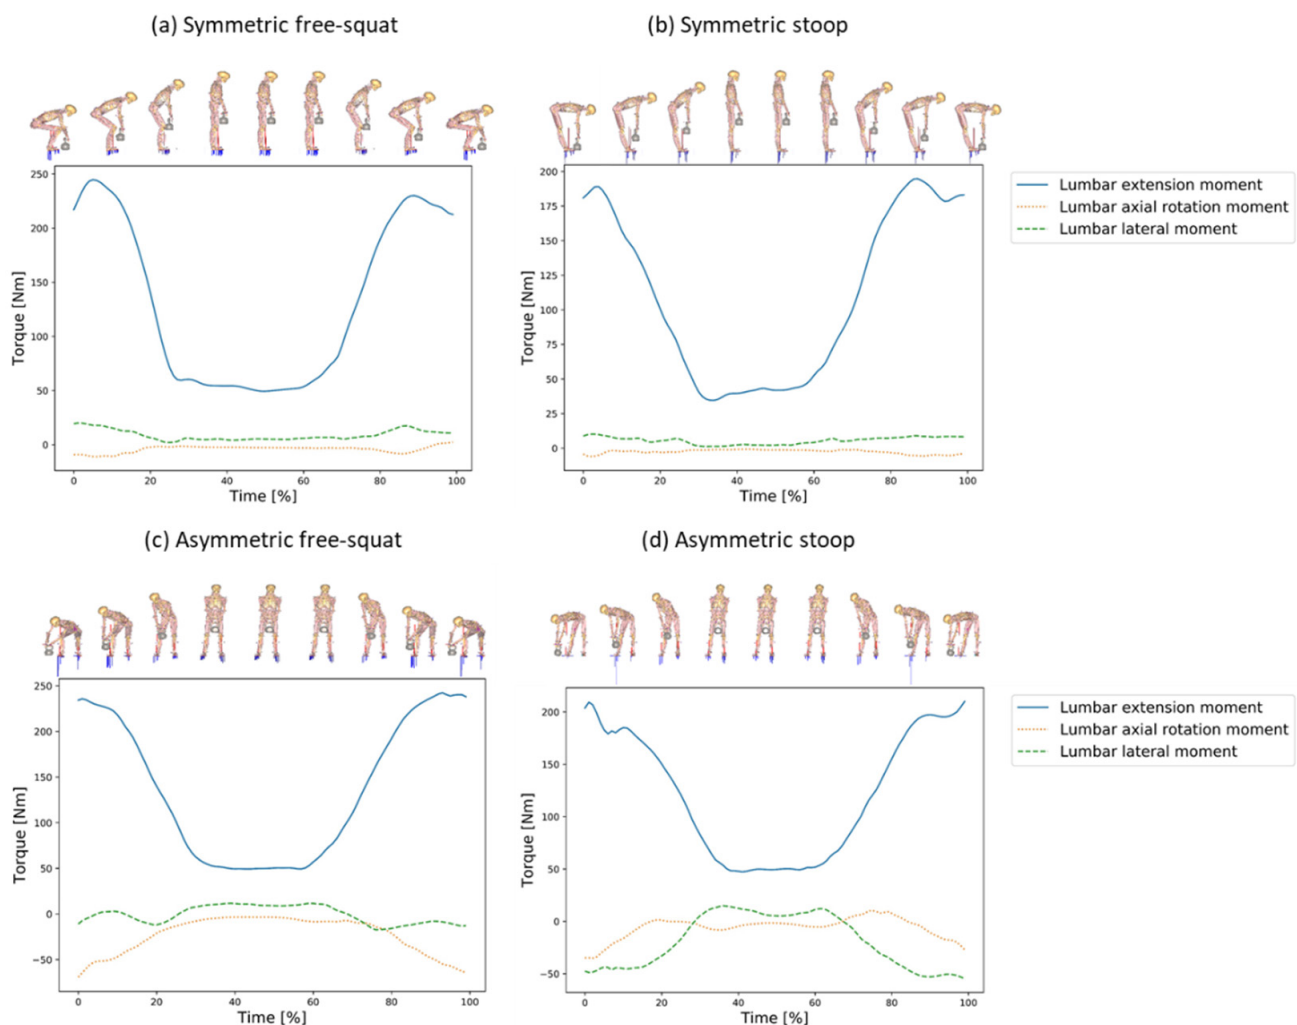 (a) Symmetric free-squat
(b) Symmetric stoop
250
200
150
100
50
0
Torque [Nm]
0 20 40 60 80 100
Time [%]
200
175
150
125
100
75
50
25
0
Torque [Nm]
0 20 40 60 80 100
Time [%]
Lumbar extension moment
Lumbar axial rotation moment
Lumbar lateral moment
(c) Asymmetric free-squat
(d) Asymmetric stoop
250
200
150
100
50
0
−50
Torque [Nm]
0 20 40 60 80 100
Time [%]
200
150
100
50
0
−50
Torque [Nm]
0 20 40 60 80 100
Time [%]
Lumbar extension moment
Lumbar axial rotation moment
Lumbar lateral moment